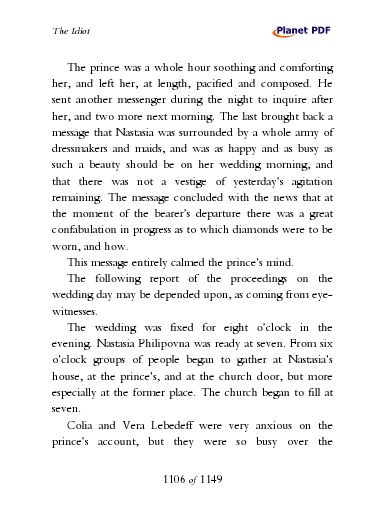 The Idiot
Planet PDF
The prince was a whole hour soothing and comforting
her, and left her, at length, pacified and composed. He
sent another messenger during the night to inquire after
her, and two more next morning. The last brought back a
message that Nastasia was surrounded by a whole army of
dressmakers and maids, and was as happy and as busy as
such a beauty should be on her wedding morning, and
that there was not a vestige of yesterday's agitation
remaining. The message concluded with the news that at
the moment of the bearer's departure there was a great
confabulation in progress as to which diamonds were to be
worn, and how.
This message entirely calmed the prince's mind.
The following report of the proceedings on the
wedding day may be depended upon, as coming from eye-
witnesses.
The wedding was fixed for eight o'clock in the
evening. Nastasia Philipovna was ready at seven. From six
o'clock groups of people began to gather at Nastasia's
house, at the prince's, and at the church door, but more
especially at the former place. The church began to fill at
seven.
Colia and Vera Lebedeff were very anxious on the
prince's account, but they were so busy over the
1106 of 1149